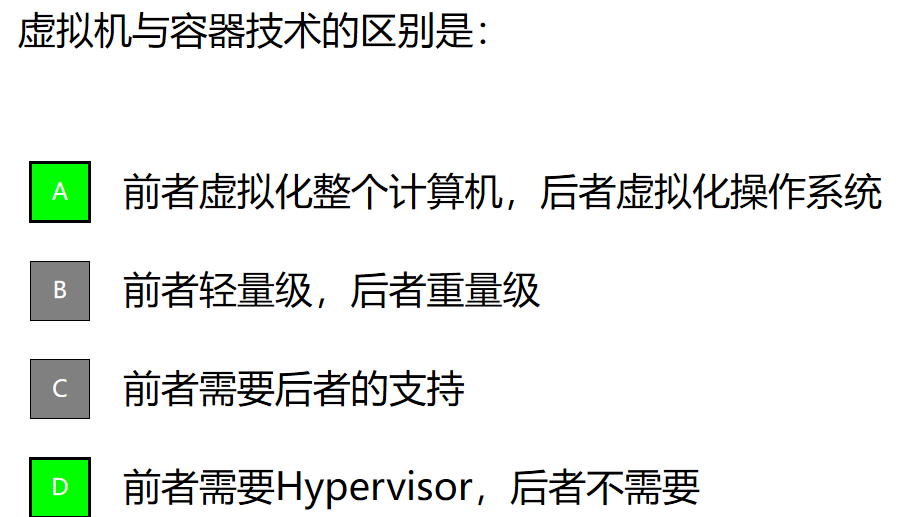 虚拟机与容器技术的区别是：
A 前者虚拟化整个计算机，后者虚拟化操作系统
B 前者轻量级，后者重量级
C 前者需要后者的支持
D 前者需要Hypervisor，后者不需要